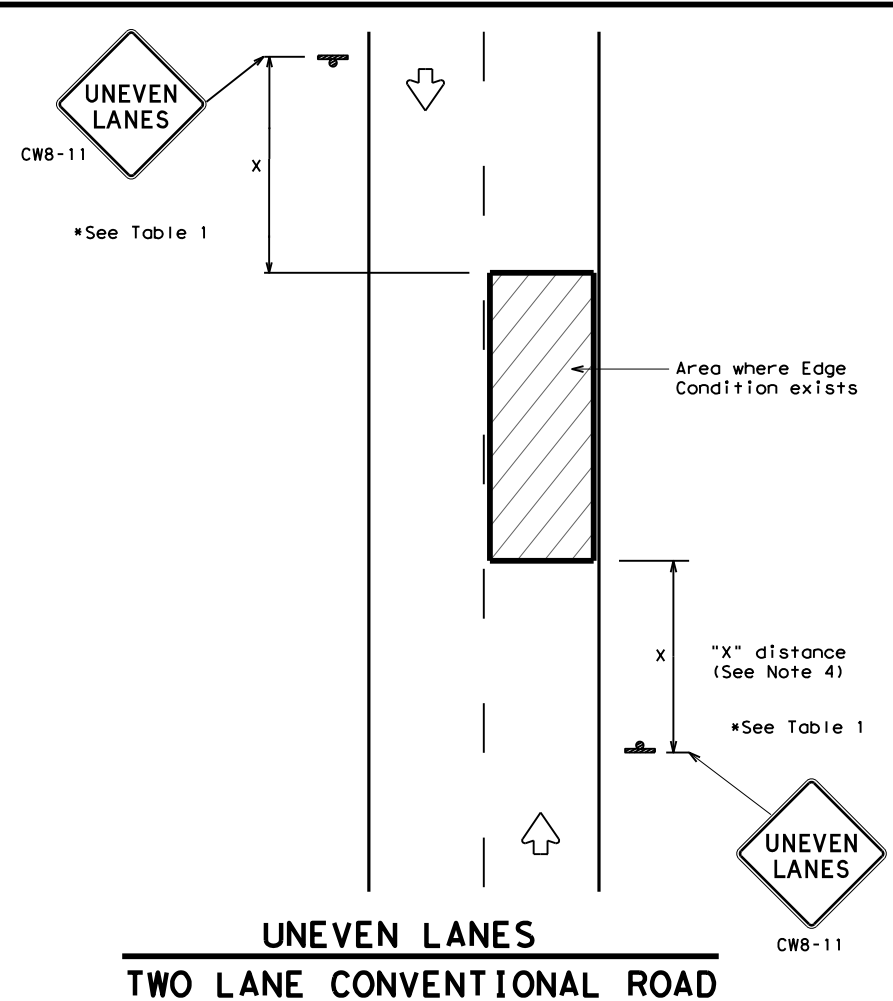 UNEVEN
LANES
CW8-11
X
*See Table 1
Area where Edge
Condition exists
X
"X" distance
(See Note 4)
*See Table 1
UNEVEN
LANES
CW8-11
UNEVEN LANES
TWO LANE CONVENTIONAL ROAD